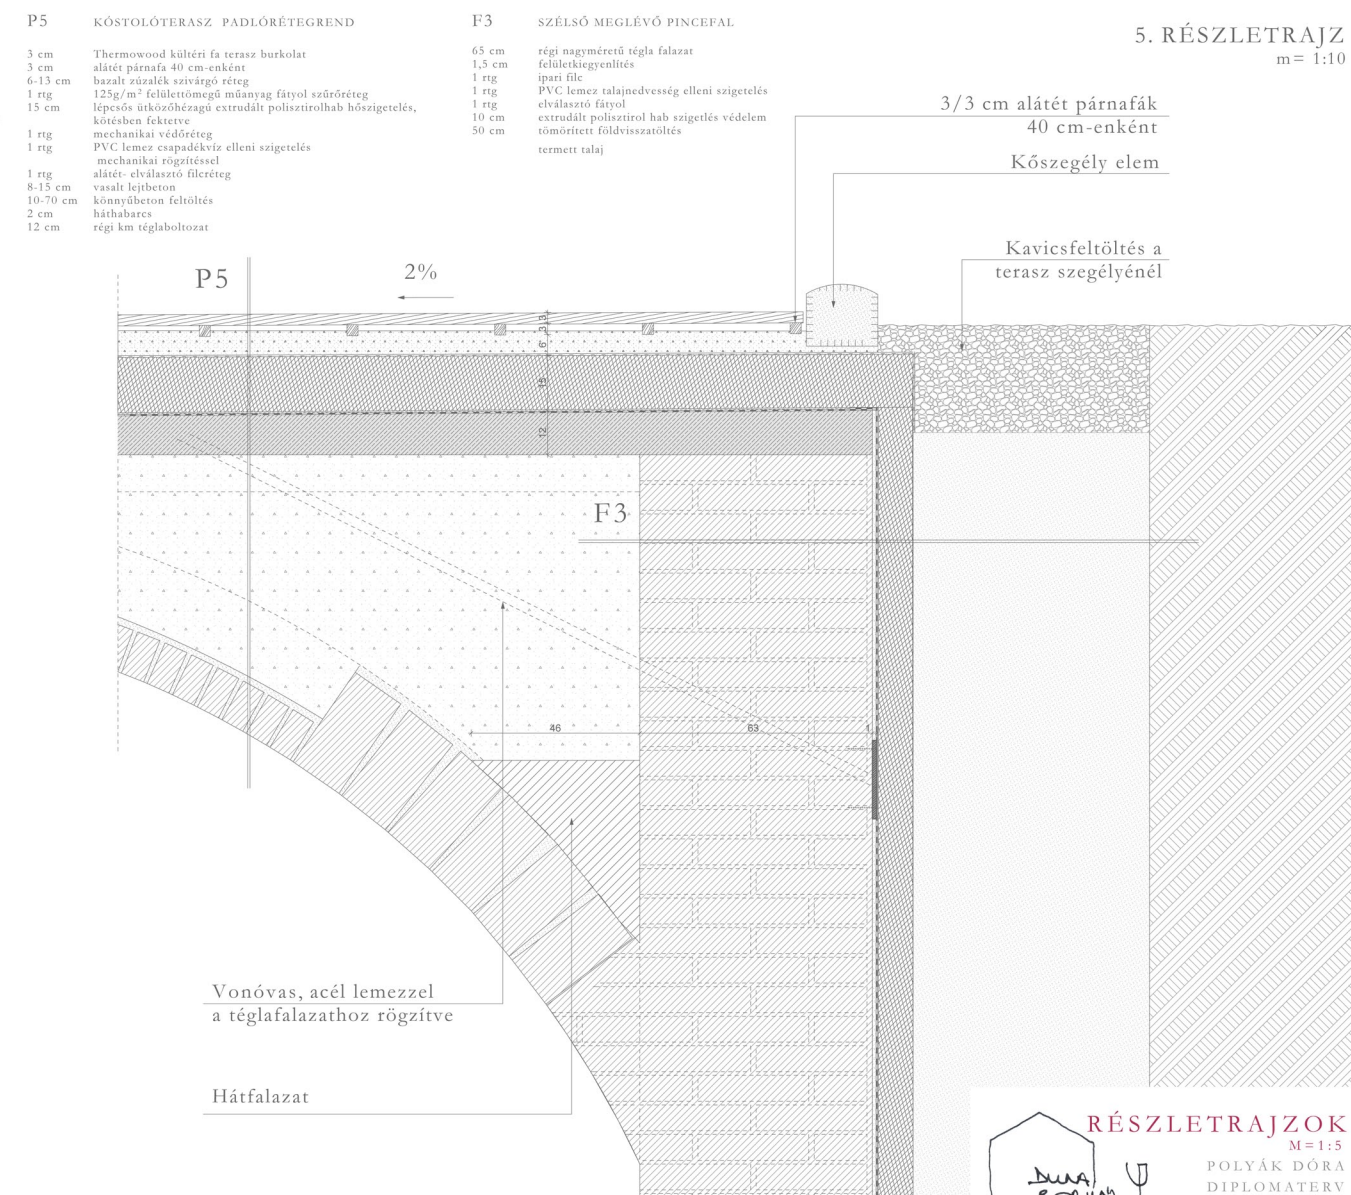 P5 KÓSTOLÓTERASZ PADLÓRÉTEGREND
3 cm Thermowood kültéri fa terasz burkolat
3 cm alátét párnafa 40 cm-enként
6-13 cm bazalt zúzalék szivárgó réteg
1 rtg 125g/m² felülettömegű műanyag fátyol szűrőréteg
15 cm lépcsős ütközőhézagú extrudált polisztirolhab hőszigetelés,
kötésben fektetve
1 rtg mechanikai védőréteg
1 rtg PVC lemez csapadékvíz elleni szigetelés
mechanikai rögzítéssel
1 rtg alátét- elválasztó filcréteg
8-15 cm vasalt lejtbeton
10-70 cm könnyűbeton feltöltés
2 cm háthabarcs
12 cm régi km téglaboltozat
F3 SZÉLSŐ MEGLÉVŐ PINCEFAL
65 cm régi nagyméretű tégla falazat
1,5 cm felületkiegyenlítés
1 rtg ipari filc
1 rtg PVC lemez talajnedvesség elleni szigetelés
1 rtg elválasztó fátyol
10 cm extrudált polisztirol hab szigetlés védelem
50 cm tömörített földvisszatöltés
termett talaj
5. RÉSZLETRAJZ
m= 1:10
3/3 cm alátét párnafák
40 cm-enként
Kőszegély elem
Kavicsfeltöltés a
terasz szegélyénél
P5
2%
3
3
6
15
12
F3
46 63 1
Vonóvas, acél lemezzel
a téglafalazathoz rögzítve
Hátfalazat
RÉSZLETRAJZOK
M=1:5
POLYÁK DÓRA
DIPLOMATERV